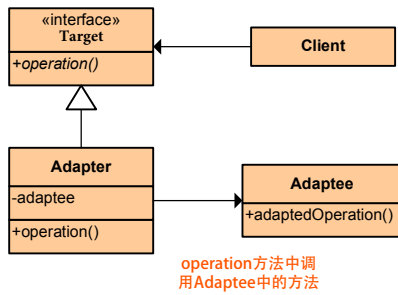 «interface»
Target
+operation()
Client
Adapter
-adaptee
+operation()
Adaptee
+adaptedOperation()
operation方法中调
用Adaptee中的方法